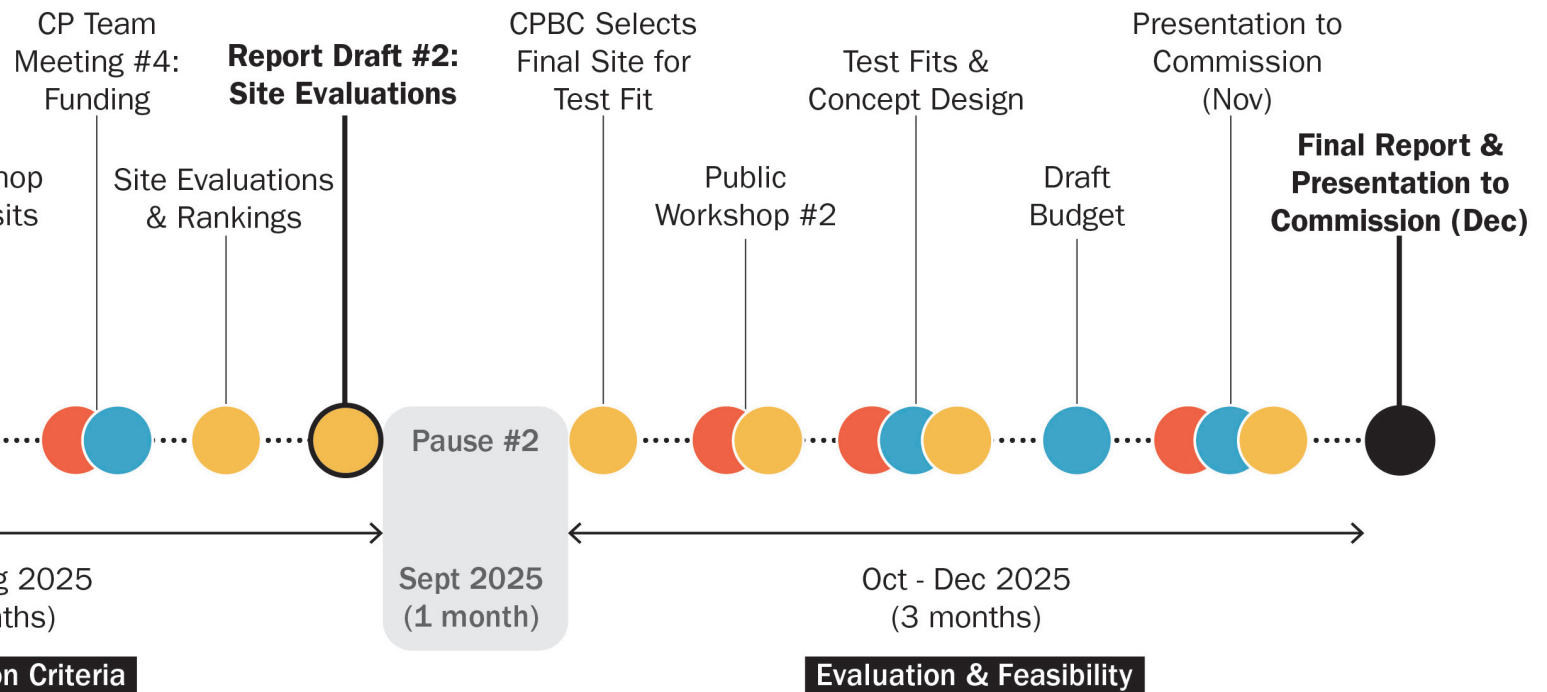 CP Team
Meeting #4:
Funding
Report Draft #2:
Site Evaluations
CPBC Selects
Final Site for
Test Fit
Test Fits &
Concept Design
Presentation to
Commission
(Nov)
Final Report &
Presentation to
Commission (Dec)
Site Evaluations
& Rankings
Public
Workshop #2
Draft
Budget
Pause #2
2025
Sept 2025
(1 month)
Oct - Dec 2025
(3 months)
Criteria
Evaluation & Feasibility